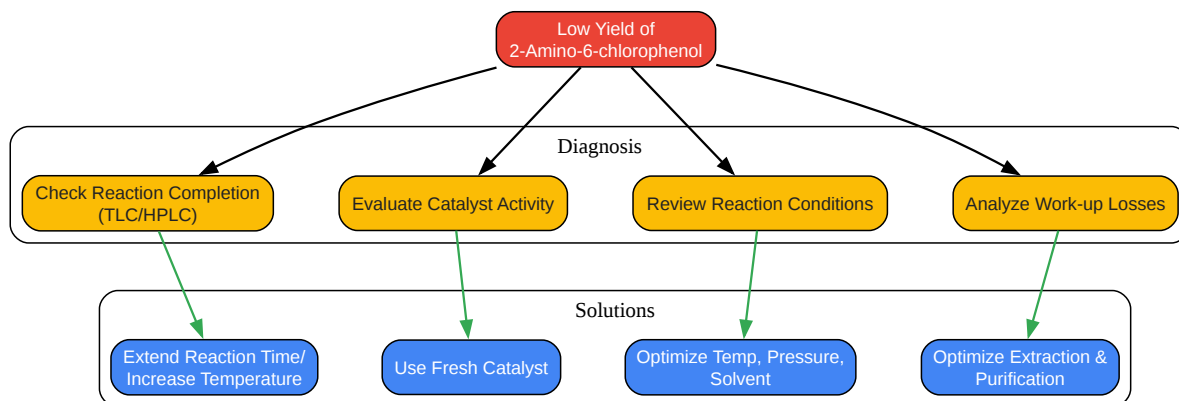 Low Yield of
2-Amino-6-chlorophenol
Diagnosis
Check Reaction Completion
(TLC/HPLC)
Evaluate Catalyst Activity
Review Reaction Conditions
Analyze Work-up Losses
Solutions
Extend Reaction Time/
Increase Temperature
Use Fresh Catalyst
Optimize Temp, Pressure,
Solvent
Optimize Extraction &
Purification